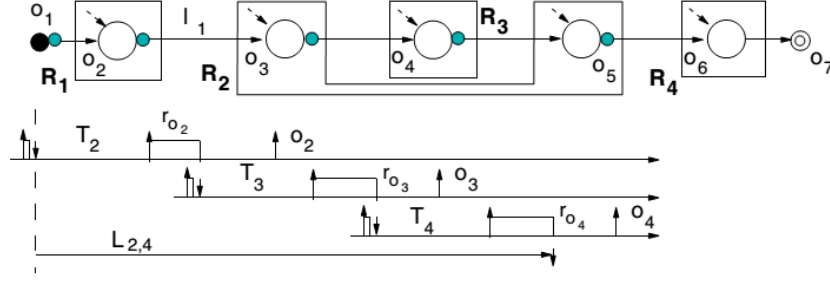 o1 l1 R3
o2 o3 o4 o5 o6 o7
R1 R2 R4
T2 ro2 o2
T3 ro3 o3
T4 ro4 o4
L2,4